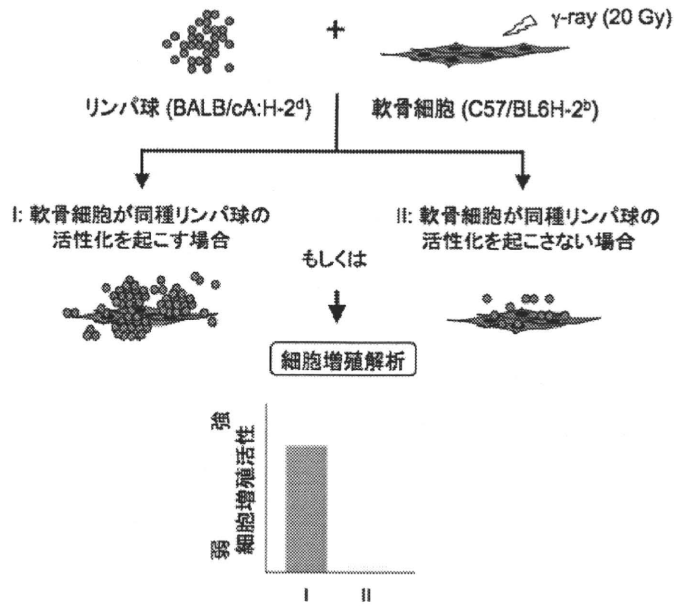 +
γ-ray (20 Gy)
リンパ球 (BALB/cA:H-2ᵈ)
軟骨細胞 (C57/BL6H-2ᵇ)
I: 軟骨細胞が同種リンパ球の
活性化を起こす場合
II: 軟骨細胞が同種リンパ球の
活性化を起こさない場合
もしくは
細胞増殖解析
強
細胞増殖活性
弱
I
II